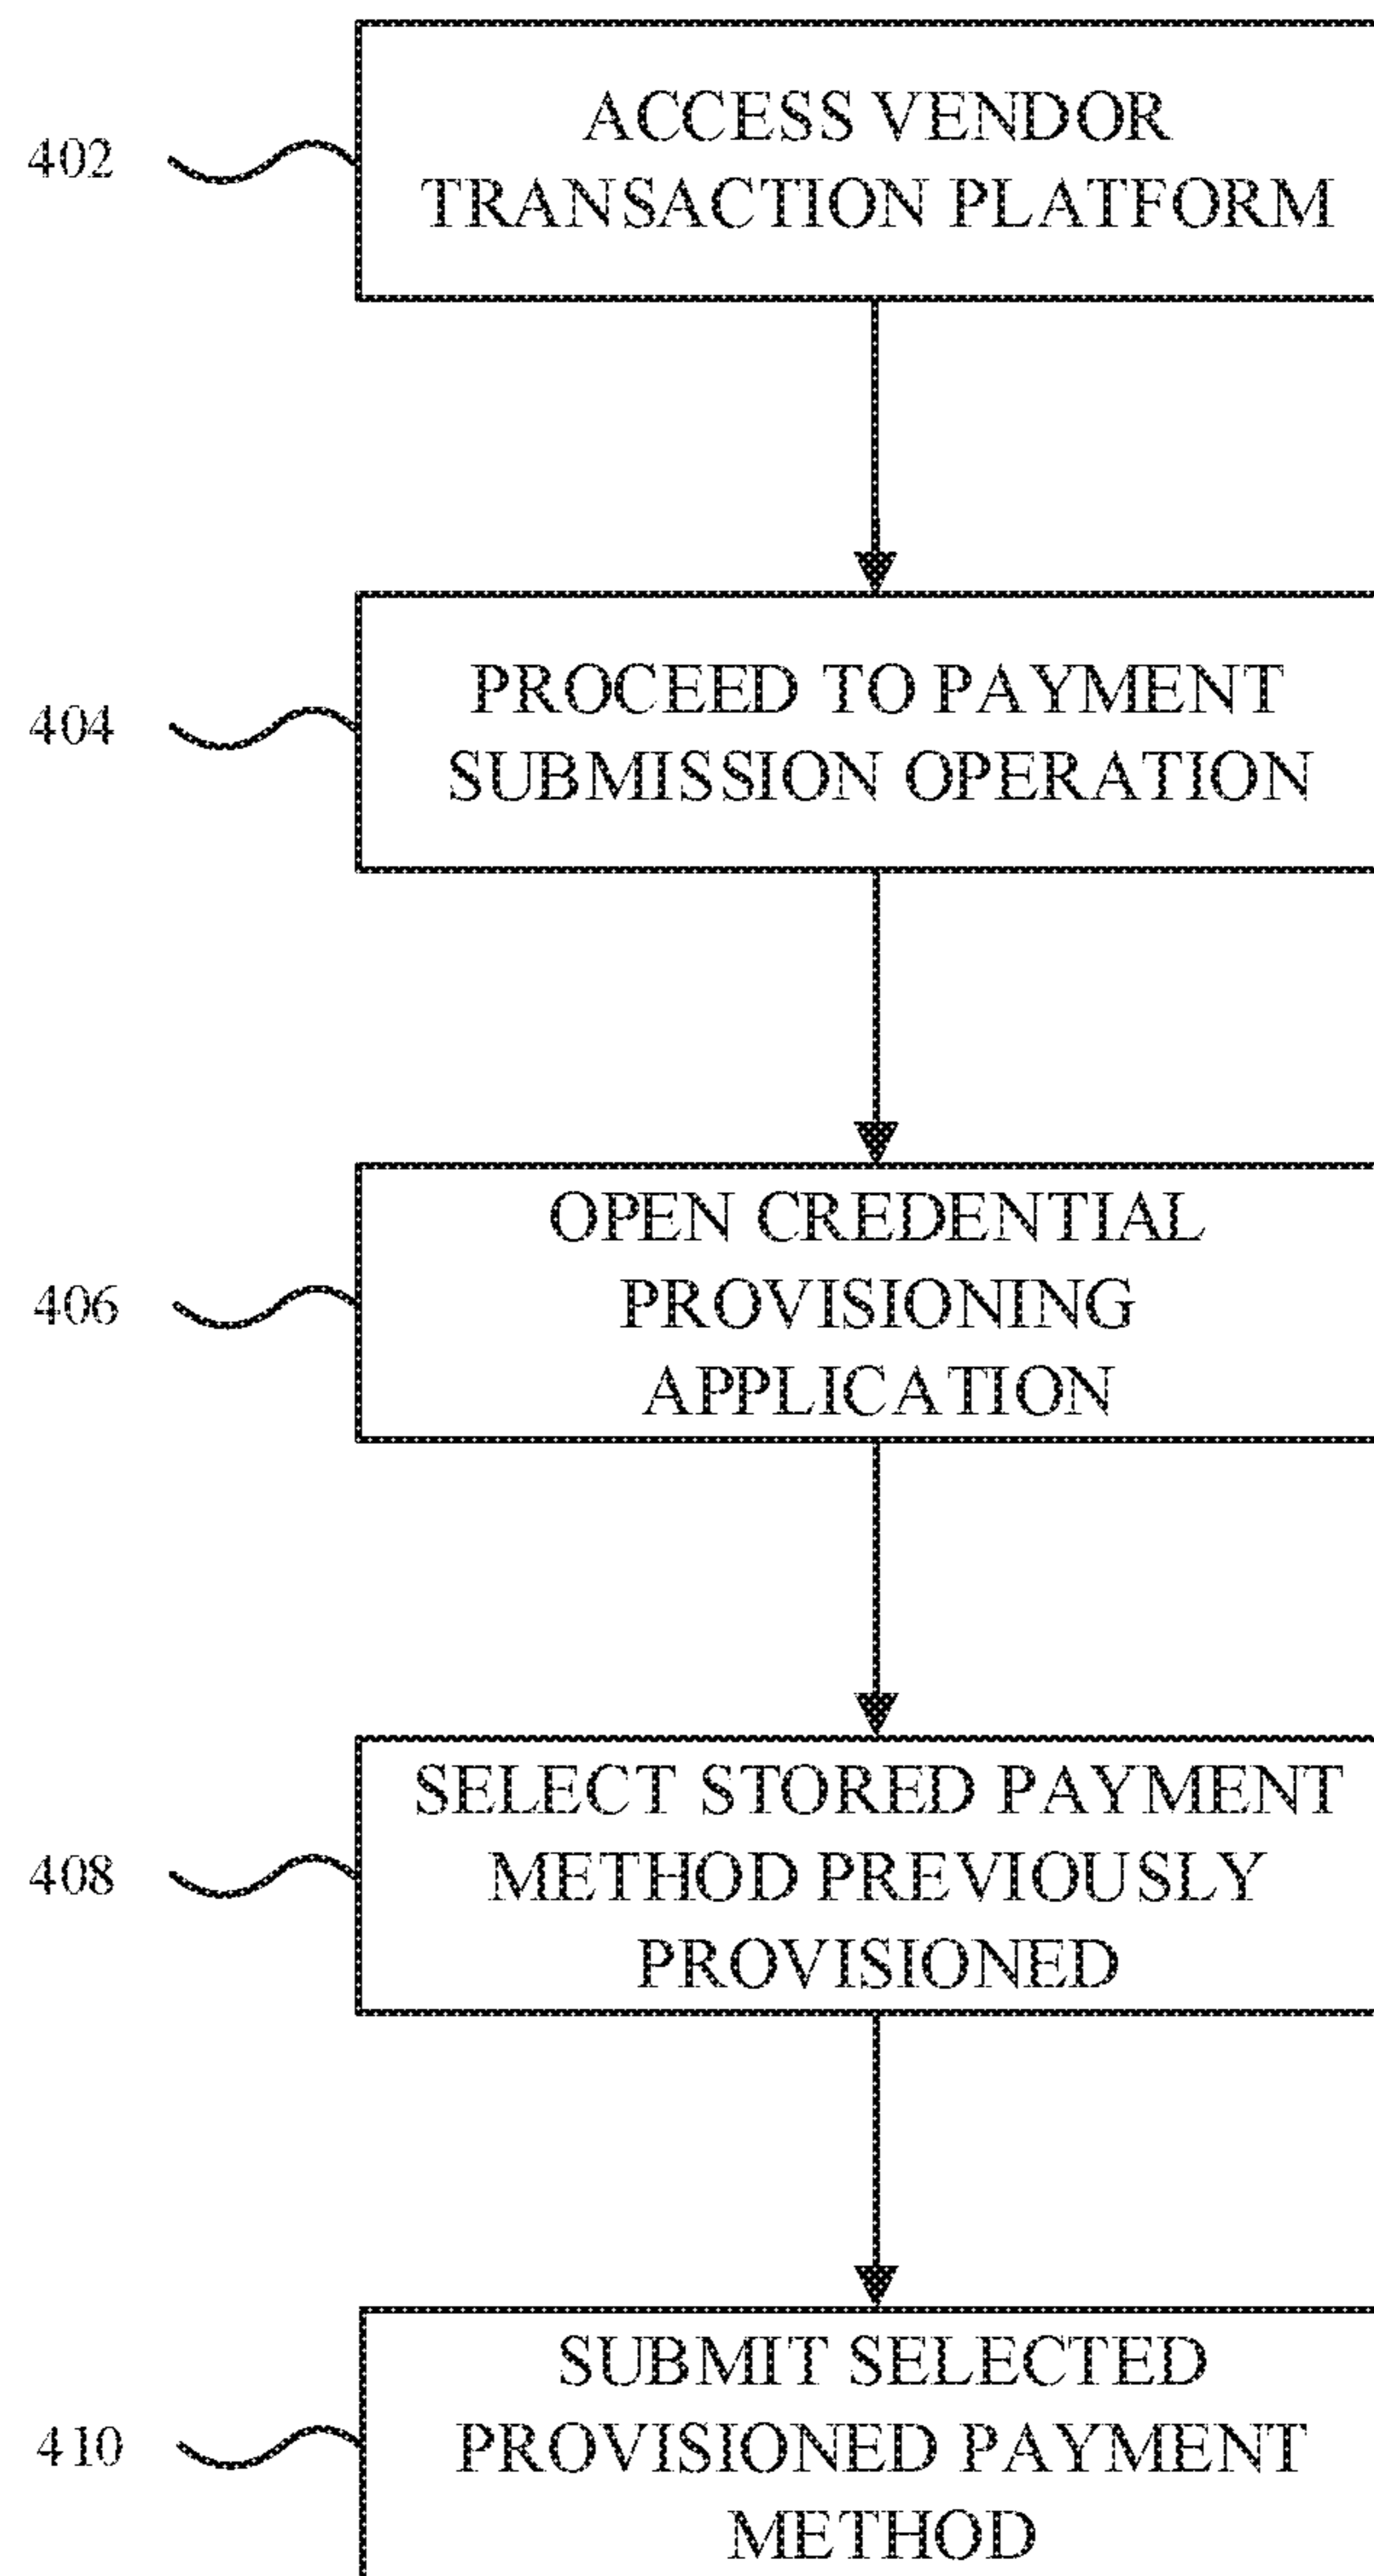 402
ACCESS VENDOR
TRANSACTION PLATFORM
404
PROCEED TO PAYMENT
SUBMISSION OPERATION
406
OPEN CREDENTIAL
PROVISIONING
APPLICATION
408
SELECT STORED PAYMENT
METHOD PREVIOUSLY
PROVISIONED
410
SUBMIT SELECTED
PROVISIONED PAYMENT
METHOD